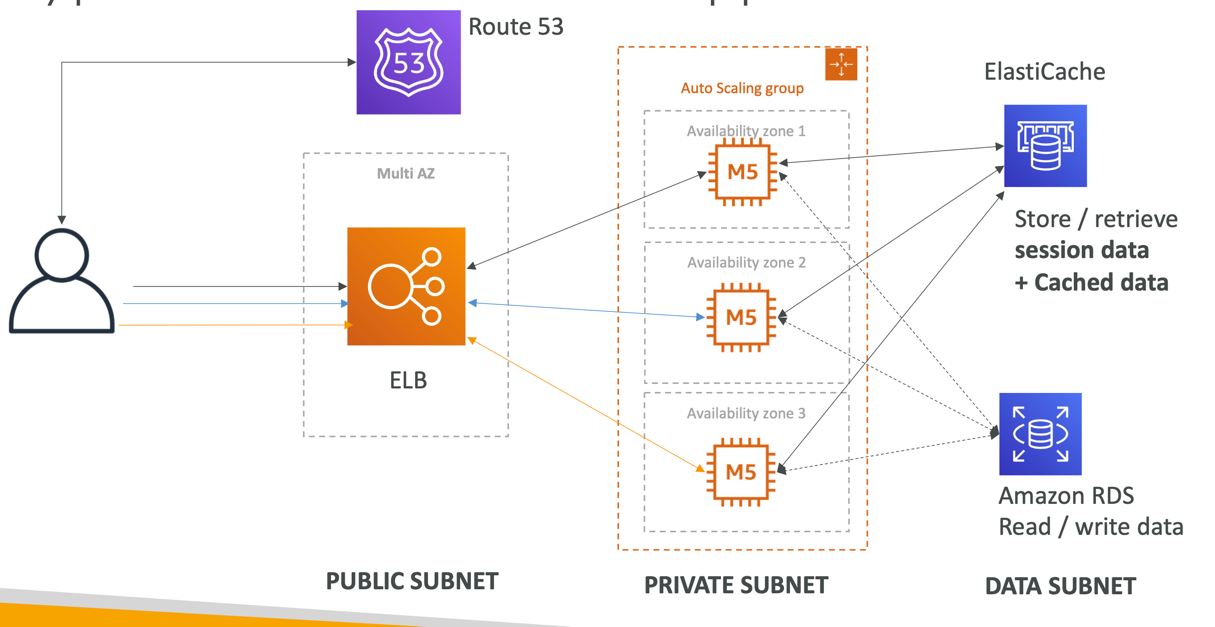 Route 53
53
Auto Scaling group
ElastiCache
Availability zone 1
M5
Multi AZ
Store / retrieve
session data
+ Cached data
Availability zone 2
M5
ELB
Availability zone 3
M5
Amazon RDS
Read / write data
PUBLIC SUBNET
PRIVATE SUBNET
DATA SUBNET